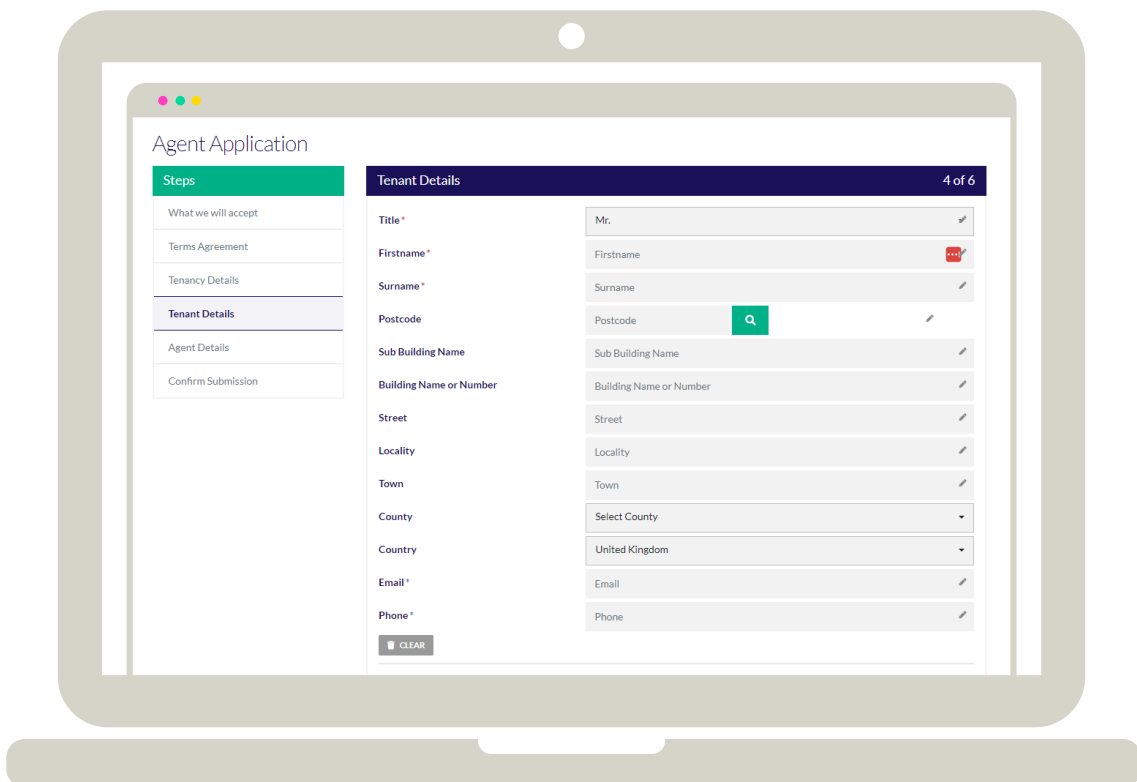 Agent Application
Steps
What we will accept
Terms Agreement
Tenancy Details
Tenant Details
Agent Details
Confirm Submission
Tenant Details 4 of 6
Title* Mr.
Firstname* Firstname
Surname* Surname
Postcode Postcode
Sub Building Name Sub Building Name
Building Name or Number Building Name or Number
Street Street
Locality Locality
Town Town
County Select County
Country United Kingdom
Email* Email
Phone* Phone
CLEAR